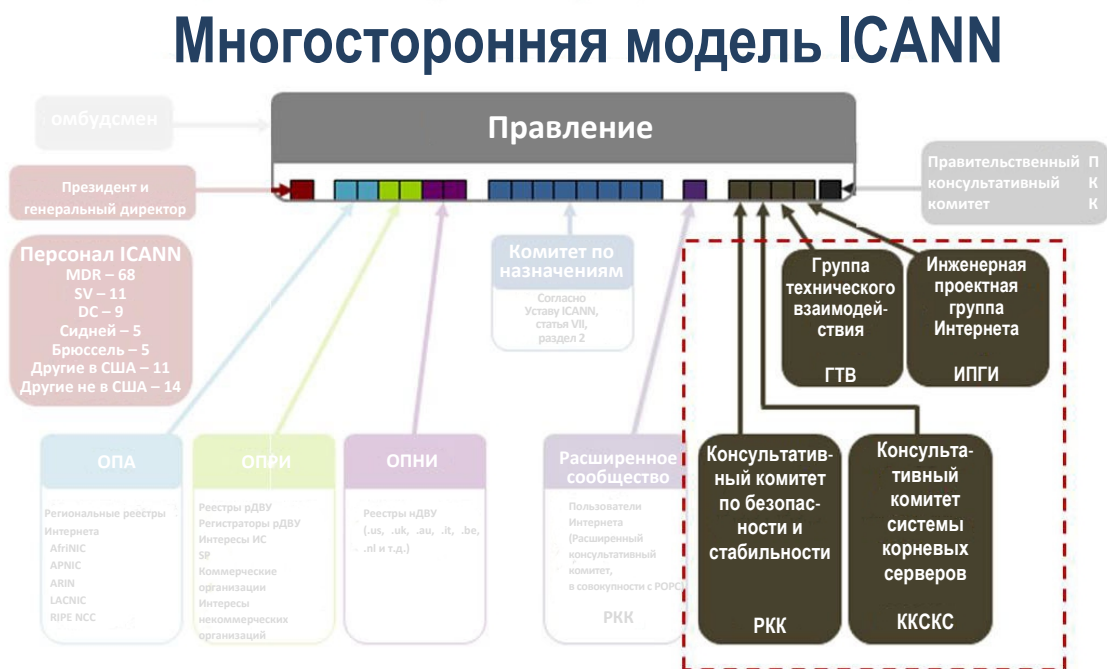 Многосторонняя модель ICANN
омбудсмен
Правление
Президент и
генеральный директор
Правительственный П
консультативный К
комитет К
Персонал ICANN
MDR – 68
SV – 11
DC – 9
Сидней – 5
Брюссель – 5
Другие в США – 11
Другие не в США – 14
Комитет по
назначениям
Согласно
Уставу ICANN,
статья VII,
раздел 2
Группа
технического
взаимодей-
ствия
ГТВ
Инженерная
проектная
группа
Интернета
ИПГИ
ОПА
Региональные реестры
Интернета
AfriNIC
APNIC
ARIN
LACNIC
RIPE NCC
ОПРИ
Реестры рДВУ
Регистраторы рДВУ
Интересы ИС
SP
Коммерческие
организации
Интересы
некоммерческих
организаций
ОПНИ
Реестры нДВУ
(.us, .uk, .au, .it, .be,
.nl и т.д.)
Расширенное
сообщество
Пользователи
Интернета
(Расширенный
консультативный
комитет,
в совокупности с РОРС)
РКК
Консультатив-
ный комитет
по безопас-
ности и
стабильности
РКК
Консульта-
тивный
комитет
системы
корневых
серверов
ККСКС